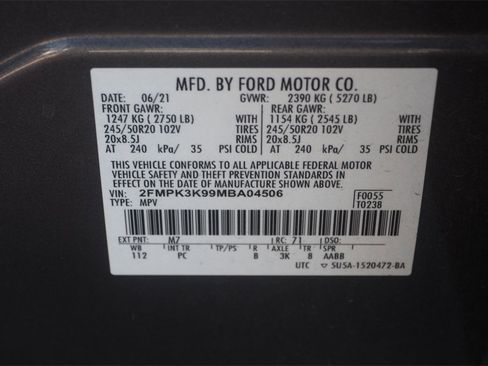 MFD. BY FORD MOTOR CO.
DATE: 06/21 GVWR: 2390 KG ( 5270 LB)
FRONT GAWR: REAR GAWR:
1247 KG ( 2750 LB) WITH 1154 KG ( 2545 LB) WITH
245/50R20 102V TIRES 245/50R20 102V TIRES
20x8.5J RIMS 20x8.5J RIMS
AT 240 kPa/ 35 PSI COLD AT 240 kPa/ 35 PSI COLD
THIS VEHICLE CONFORMS TO ALL APPLICABLE FEDERAL MOTOR
VEHICLE SAFETY AND THEFT PREVENTION STANDARDS IN
EFFECT ON THE DATE OF MANUFACTURE SHOWN ABOVE.
VIN: 2FMPK3K99MBA04506 F0055
TYPE: MPV T0238
EXT PNT: M7 RC: 71 DSO:
WB INT TR TP/PS R AXLE TR SPR
112 PC B 3K 8 AABB
UTC ▽ SU5A-1520472-BA